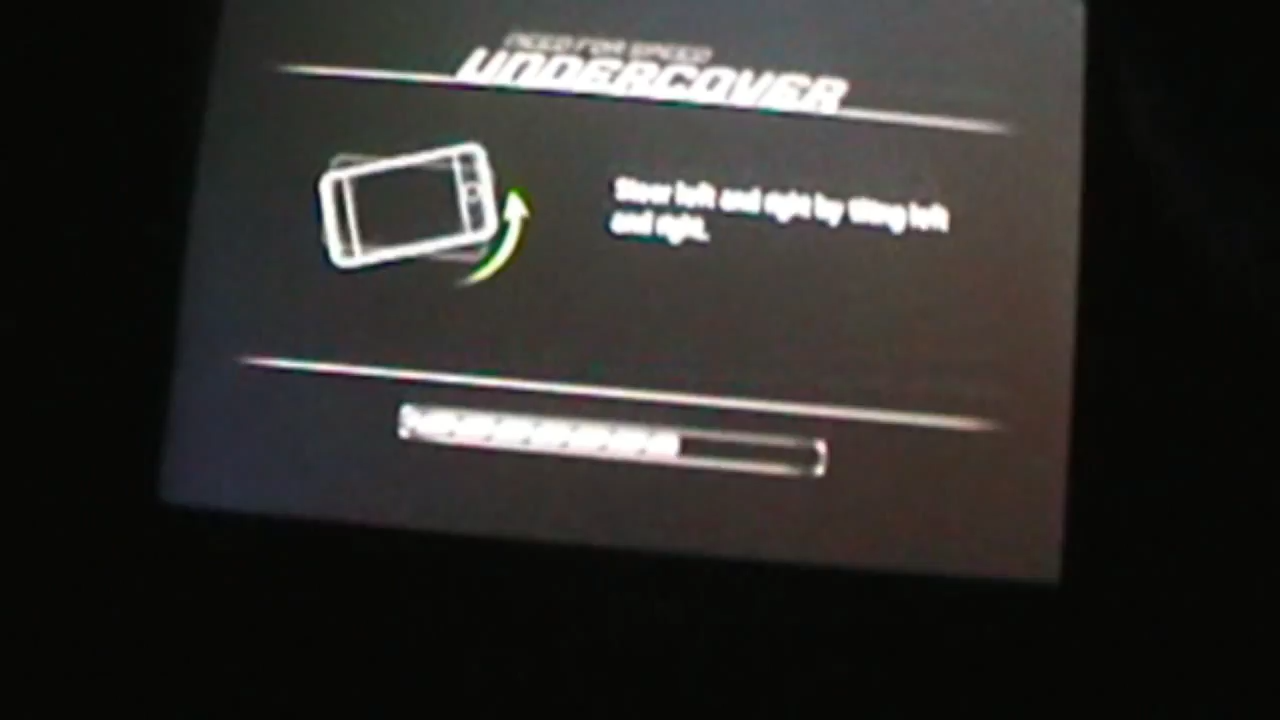 NEED FOR SPEED
UNDERCOVER
Steer left and right by tilting left
and right.